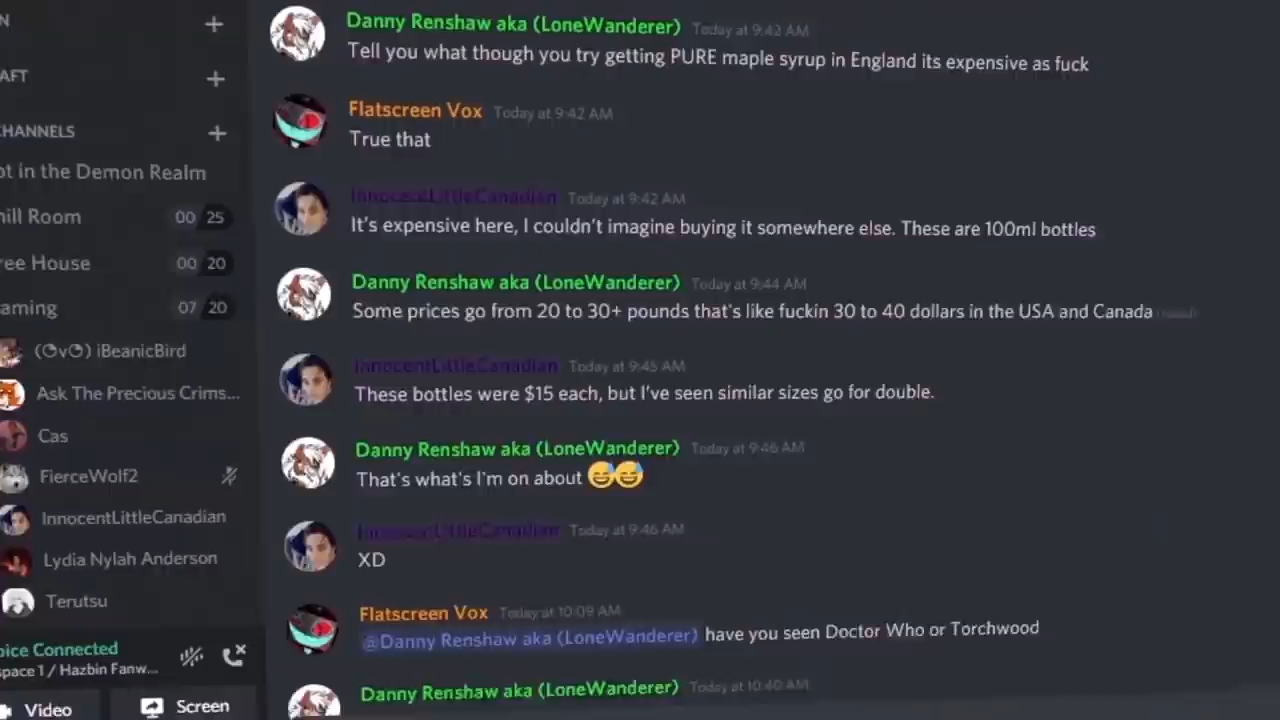 N
AFT
CHANNELS
ot in the Demon Realm
hill Room 00 25
ree House 00 20
aming 07 20
(◔v◔) iBeanicBird
Ask The Precious Crims...
Cas
FierceWolf2
InnocentLittleCanadian
Lydia Nylah Anderson
Terutsu
oice Connected
space 1 / Hazbin Fanw...
Video
Screen
Danny Renshaw aka (LoneWanderer) Today at 9:42 AM
Tell you what though you try getting PURE maple syrup in England its expensive as fuck
Flatscreen Vox Today at 9:42 AM
True that
InnocentLittleCanadian Today at 9:42 AM
It's expensive here, I couldn't imagine buying it somewhere else. These are 100ml bottles
Danny Renshaw aka (LoneWanderer) Today at 9:44 AM
Some prices go from 20 to 30+ pounds that's like fuckin 30 to 40 dollars in the USA and Canada
InnocentLittleCanadian Today at 9:45 AM
These bottles were $15 each, but I've seen similar sizes go for double.
Danny Renshaw aka (LoneWanderer) Today at 9:46 AM
That's what's I'm on about 😅😅
InnocentLittleCanadian Today at 9:46 AM
XD
Flatscreen Vox Today at 10:09 AM
@Danny Renshaw aka (LoneWanderer) have you seen Doctor Who or Torchwood
Danny Renshaw aka (LoneWanderer) Today at 10:40 AM